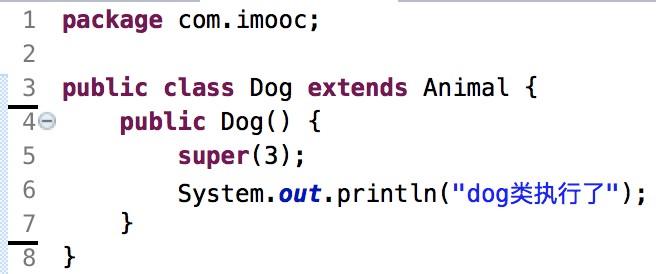 1 package com.imooc;
2
3 public class Dog extends Animal {
4 public Dog() {
5 super(3);
6 System.out.println("dog类执行了");
7 }
8 }